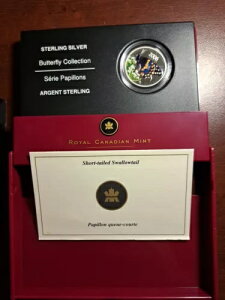 STERLING SILVER
Butterfly Collection
Série Papillons
ARGENT STERLING
ROYAL CANADIAN MINT
Short-tailed Swallowtail
Papillon queue-courte